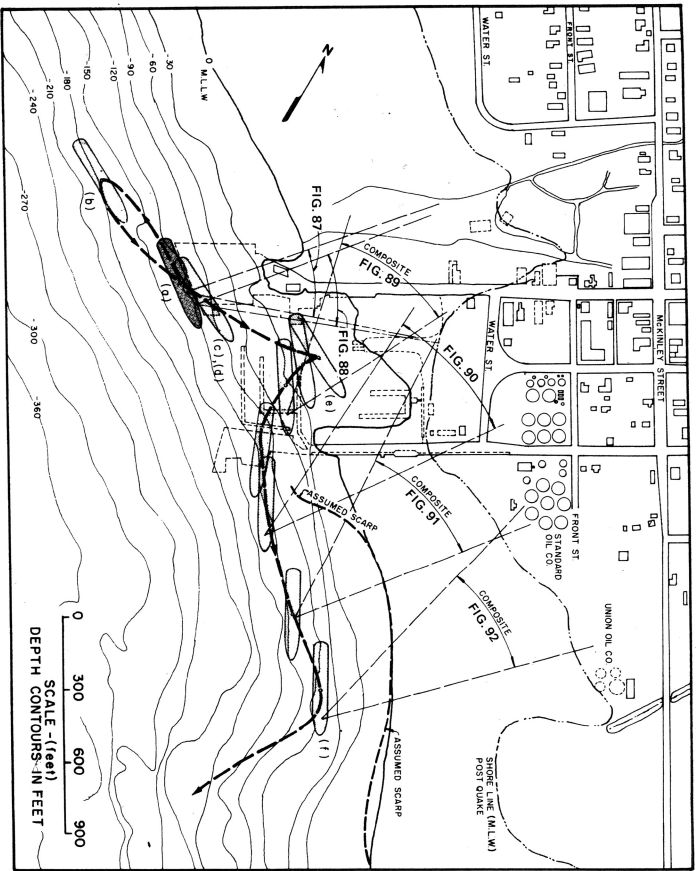 WATER ST.
FRONT ST.
0 M.L.L.W
-30
-60
-90
-120
-150
-180
-210
-240
-270
-300
-360
N
(b)
(a)
(c),(d)
(e)
(f)
FIG. 87
COMPOSITE
FIG. 89
FIG. 88
FIG. 90
WATER ST.
McKINLEY STREET
COMPOSITE
FIG. 91
FRONT ST
STANDARD
OIL CO.
COMPOSITE
FIG. 92
UNION OIL CO.
ASSUMED SCARP
ASSUMED SCARP
SHORE LINE (M.L.W)
POST QUAKE
0 300 600 900
SCALE - (feet)
DEPTH CONTOURS IN FEET